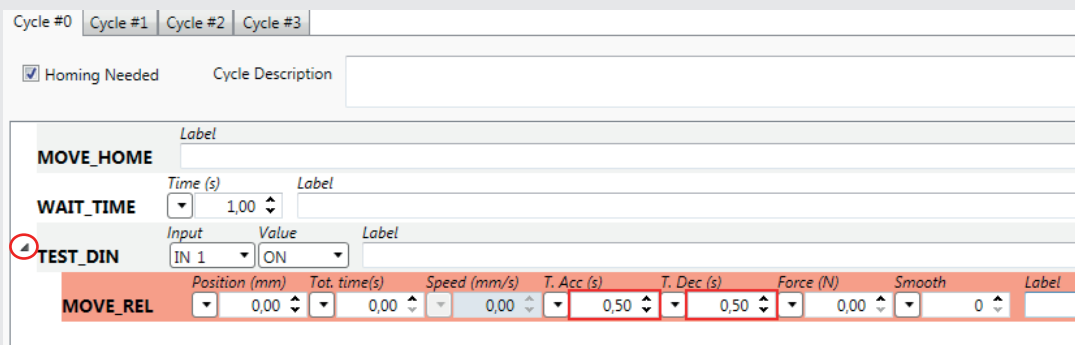 Cycle #0 Cycle #1 Cycle #2 Cycle #3
Homing Needed Cycle Description
Label
MOVE_HOME
Time (s) Label
WAIT_TIME 1,00
Input Value Label
TEST_DIN IN 1 ON
Position (mm) Tot. time(s) Speed (mm/s) T. Acc (s) T. Dec (s) Force (N) Smooth Label
MOVE_REL 0,00 0,00 0,00 0,50 0,50 0,00 0